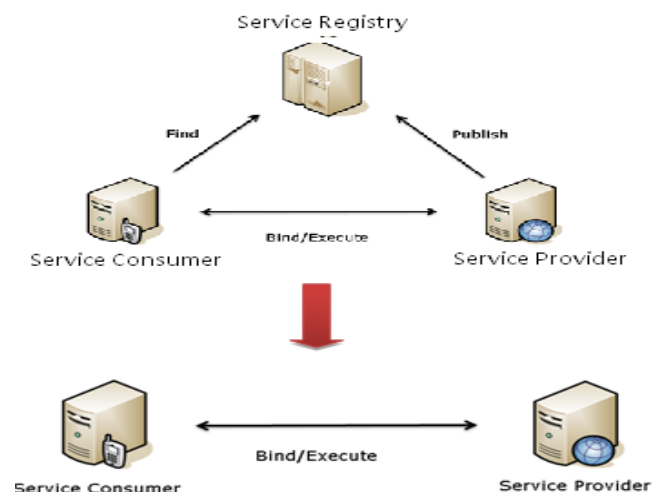 Service Registry
Find
Publish
Bind/Execute
Service Consumer
Service Provider
Bind/Execute
Service Consumer
Service Provider